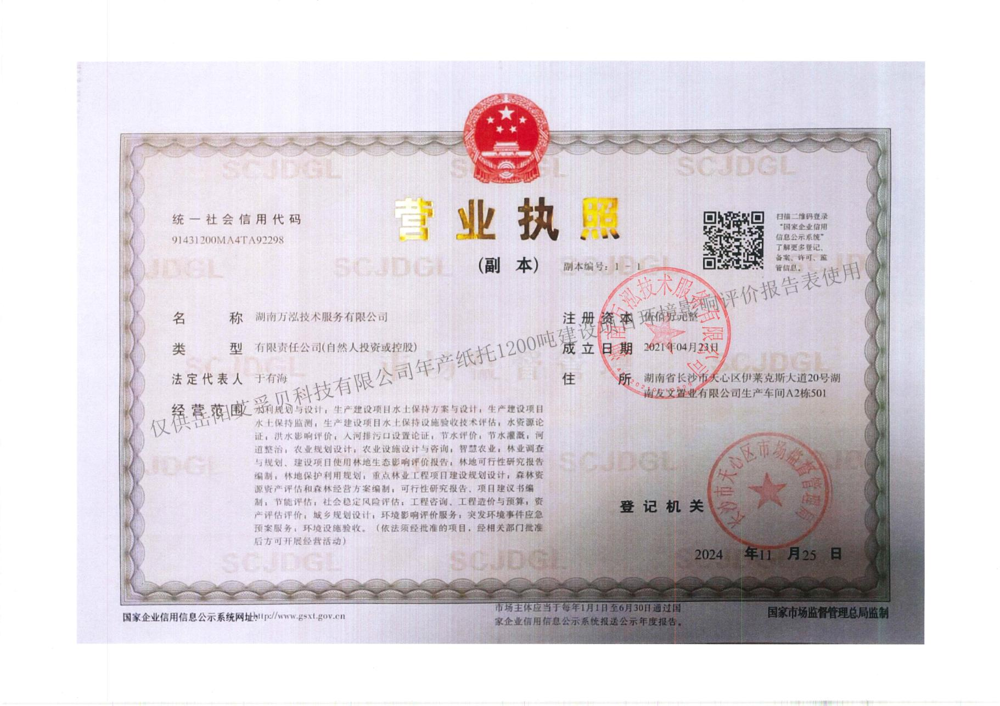 营业执照
(副 本)
副本编号：1 - 1
统一社会信用代码
91431200MA4TA92298
扫描二维码登录
“国家企业信用
信息公示系统”
了解更多登记、
备案、许可、监
管信息。
名 称 湖南万泓技术服务有限公司
类 型 有限责任公司(自然人投资或控股)
法定代表人 于有海
经营范围 水利规划与设计；生产建设项目水土保持方案与设计；生产建设项目
水土保持监测；生产建设项目水土保持设施验收技术评估；水资源论
证；洪水影响评价；入河排污口设置论证；节水评价；节水灌溉；河
道整治；农业规划设计；农业设施设计与咨询；智慧农业；林业调查
与规划、建设项目使用林地生态影响评价报告；林地可行性研究报告
编制；林地保护利用规划；重点林业工程项目建设规划设计；森林资
源资产评估和森林经营方案编制；可行性研究报告、项目建议书编
制；节能评估；社会稳定风险评估；工程咨询、工程造价与预算；资
产评估评价；城乡规划设计；环境影响评价服务；突发环境事件应急
预案服务；环境设施验收。（依法须经批准的项目，经相关部门批准
后方可开展经营活动）
注册资本 伍佰万元整
成立日期 2021年04月23日
住 所 湖南省长沙市天心区伊莱克斯大道20号湖
南友文置业有限公司生产车间A2栋501
湖南万泓技术服务有限公司
仅供岳阳艾孚贝科技有限公司年产纸托1200吨建设项目环境影响评价报告表使用
登记机关
长沙市天心区市场监督管理局
2024 年11 月25 日
国家企业信用信息公示系统网址：http://www.gsxt.gov.cn
市场主体应当于每年1月1日至6月30日通过国
家企业信用信息公示系统报送公示年度报告。
国家市场监督管理总局监制
SCJDGL